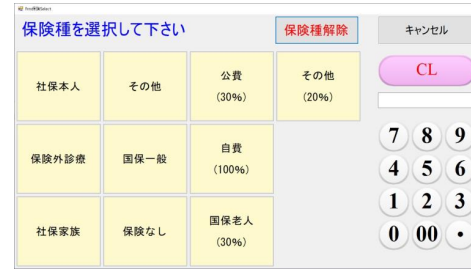 保険種を選択して下さい
保険種解除
キャンセル
社保本人
その他
公費
(30%)
その他
(20%)
CL
保険外診療
国保一般
自費
(100%)
7 8 9
4 5 6
社保家族
保険なし
国保老人
(30%)
1 2 3
0 00 ・